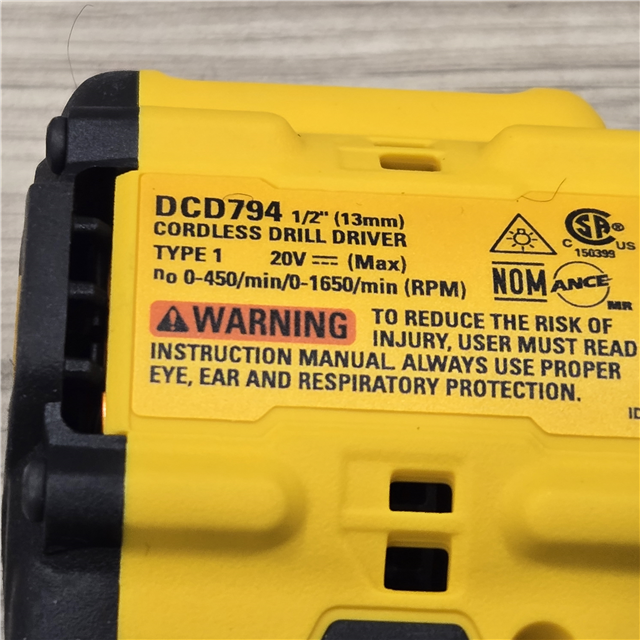 DCD794 1/2" (13mm)
CORDLESS DRILL DRIVER
TYPE 1 20V ⎓ (Max)
no 0-450/min/0-1650/min (RPM)
CSA ®
C US
150399
NOM ANCE
MR
⚠WARNING TO REDUCE THE RISK OF
INJURY, USER MUST READ
INSTRUCTION MANUAL. ALWAYS USE PROPER
EYE, EAR AND RESPIRATORY PROTECTION.
ID